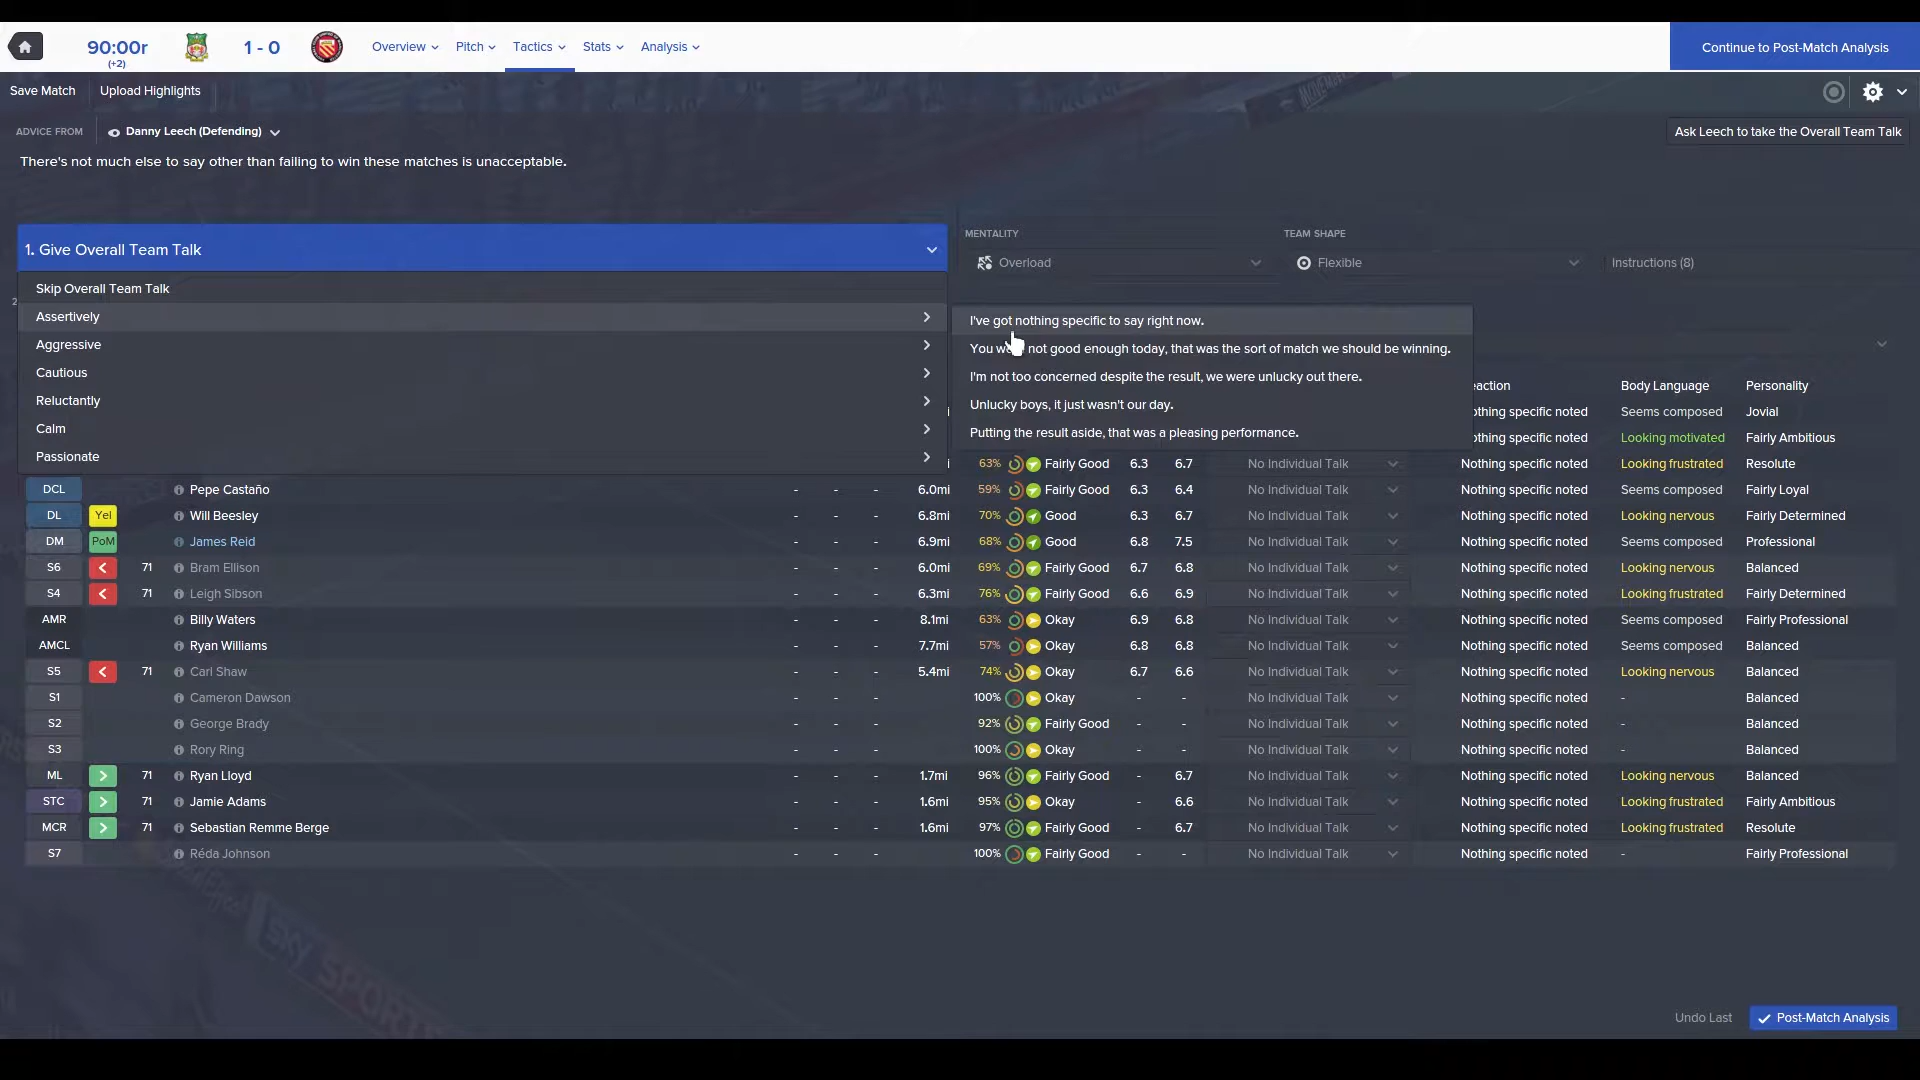 90:00r
(+2)
1 - 0
Overview
Pitch
Tactics
Stats
Analysis
Continue to Post-Match Analysis
Save Match
Upload Highlights
ADVICE FROM
Danny Leech (Defending)
Ask Leech to take the Overall Team Talk
There's not much else to say other than failing to win these matches is unacceptable.
1. Give Overall Team Talk
MENTALITY
TEAM SHAPE
Overload
Flexible
Instructions (8)
Skip Overall Team Talk
Assertively
Aggressive
Cautious
Reluctantly
Calm
Passionate
I've got nothing specific to say right now.
not good enough today, that was the sort of match we should be winning.
I'm not too concerned despite the result, we were unlucky out there.
Unlucky boys, it just wasn't our day.
Putting the result aside, that was a pleasing performance.
Body Language Personality
Seems composed Jovial
Looking motivated Fairly Ambitious
63% Fairly Good 6.3 6.7 No Individual Talk Nothing specific noted Looking frustrated Resolute
DCL Pepe Castaño - - - 6.0mi 59% Fairly Good 6.3 6.4 No Individual Talk Nothing specific noted Seems composed Fairly Loyal
DL Yel Will Beesley - - - 6.8mi 70% Good 6.3 6.7 No Individual Talk Nothing specific noted Looking nervous Fairly Determined
DM PoM James Reid - - - 6.9mi 68% Good 6.8 7.5 No Individual Talk Nothing specific noted Seems composed Professional
S6 71 Bram Ellison - - - 6.0mi 69% Fairly Good 6.7 6.8 No Individual Talk Nothing specific noted Looking nervous Balanced
S4 71 Leigh Sibson - - - 6.3mi 76% Fairly Good 6.6 6.9 No Individual Talk Nothing specific noted Looking frustrated Fairly Determined
AMR Billy Waters - - - 8.1mi 63% Okay 6.9 6.8 No Individual Talk Nothing specific noted Seems composed Fairly Professional
AMCL Ryan Williams - - - 7.7mi 57% Okay 6.8 6.8 No Individual Talk Nothing specific noted Seems composed Balanced
S5 71 Carl Shaw - - - 5.4mi 74% Okay 6.7 6.6 No Individual Talk Nothing specific noted Looking nervous Balanced
S1 Cameron Dawson - - - 100% Okay - - No Individual Talk Nothing specific noted - Balanced
S2 George Brady - - - 92% Fairly Good - - No Individual Talk Nothing specific noted - Balanced
S3 Rory Ring - - - 100% Okay - - No Individual Talk Nothing specific noted - Balanced
ML 71 Ryan Lloyd - - - 1.7mi 96% Fairly Good - 6.7 No Individual Talk Nothing specific noted Looking nervous Balanced
STC 71 Jamie Adams - - - 1.6mi 95% Okay - 6.6 No Individual Talk Nothing specific noted Looking frustrated Fairly Ambitious
MCR 71 Sebastian Remme Berge - - - 1.6mi 97% Fairly Good - 6.7 No Individual Talk Nothing specific noted Looking frustrated Resolute
S7 Réda Johnson - - - 100% Fairly Good - - No Individual Talk Nothing specific noted - Fairly Professional
SKY SPORTS
Undo Last
Post-Match Analysis